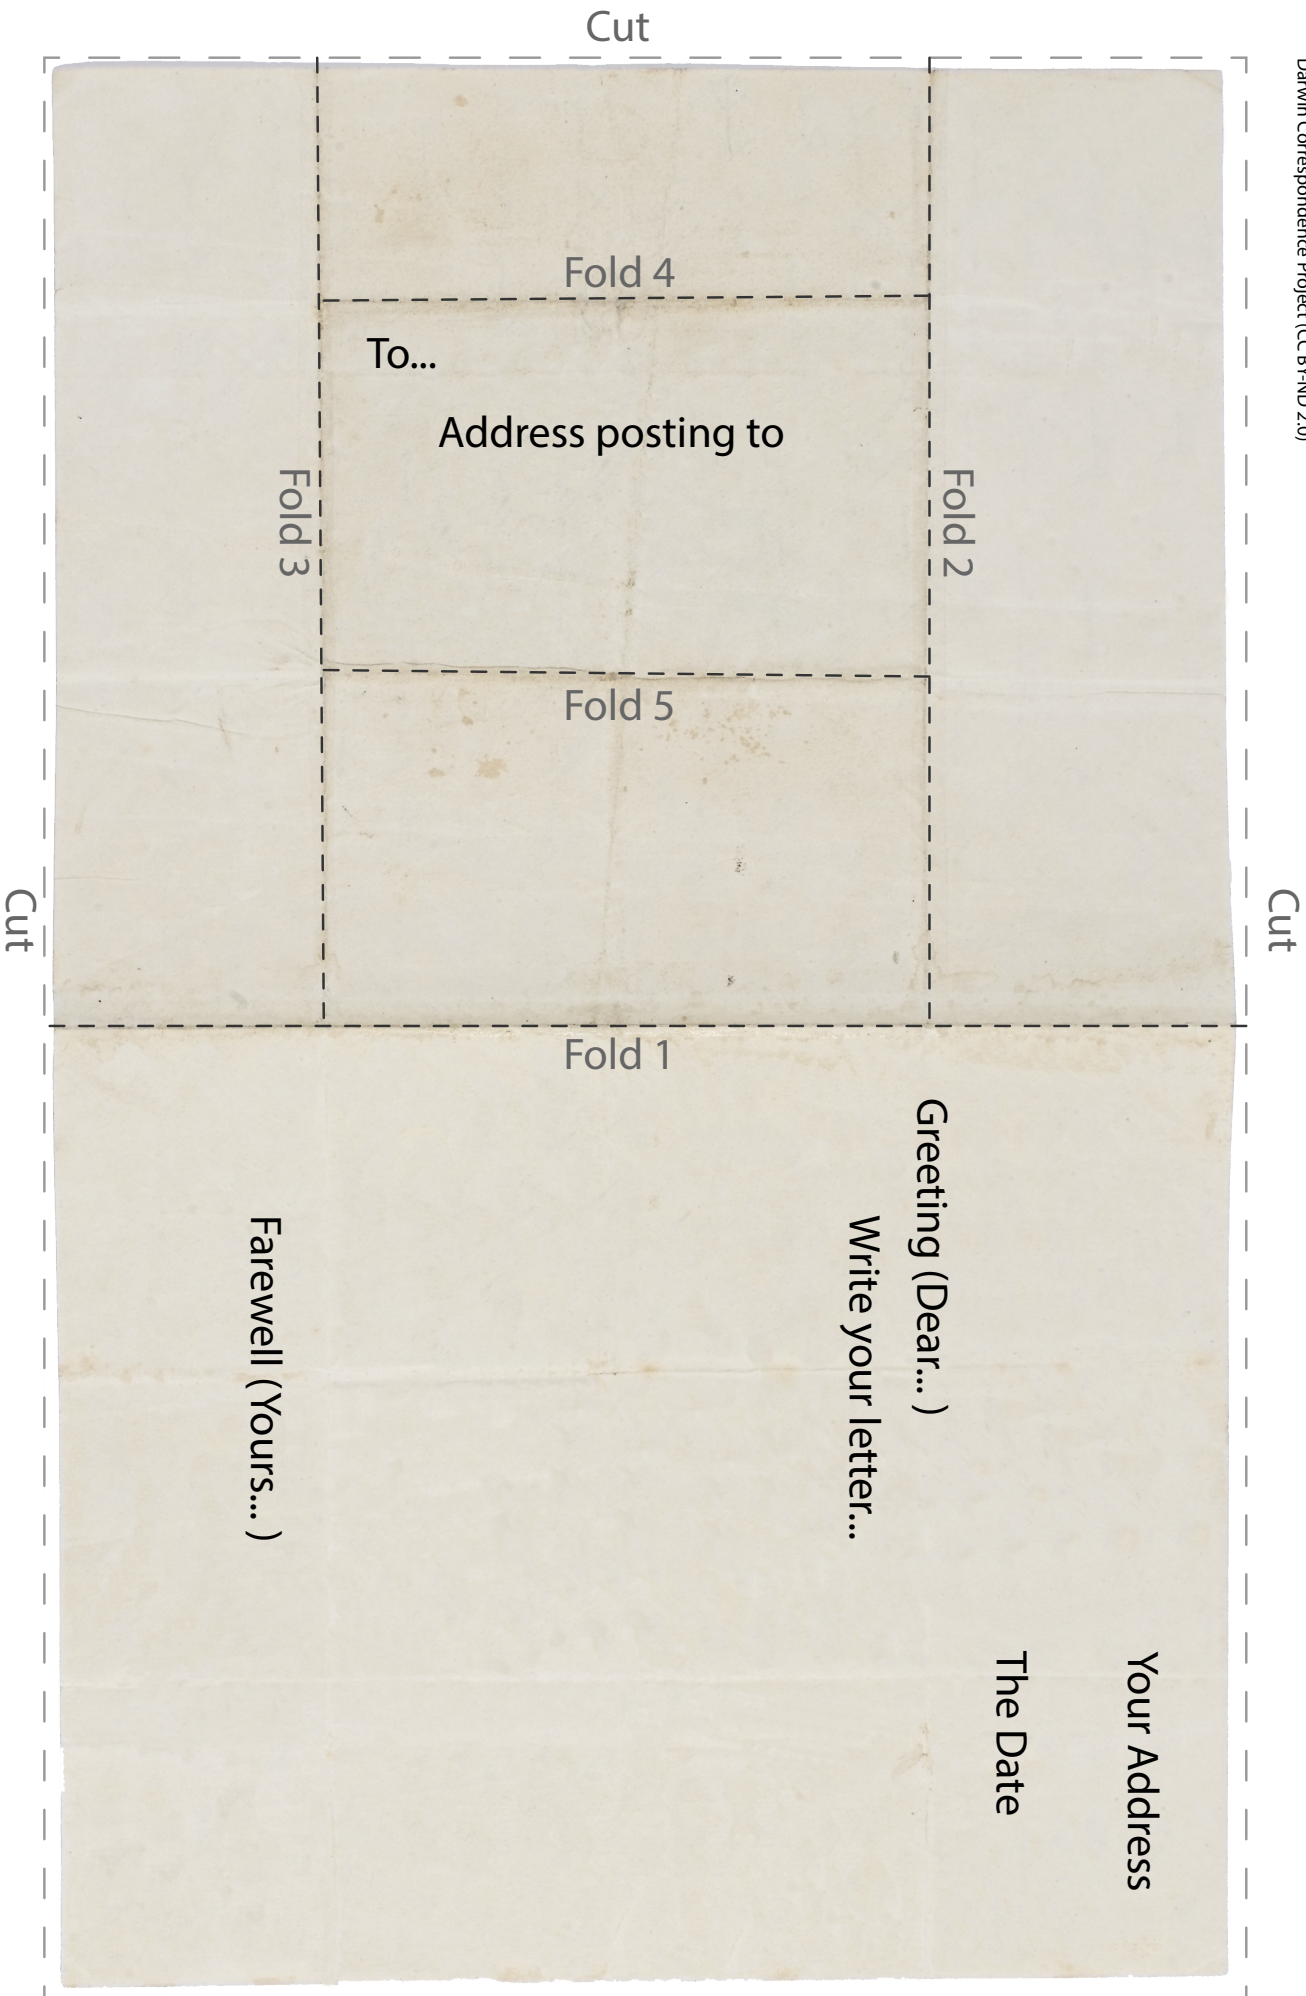 Cut
Darwin Correspondence Project (CC BY-ND 2.0)
Fold 4
To...
Address posting to
Fold 3
Fold 2
Fold 5
Cut
Cut
Fold 1
Your Address
The Date
Greeting (Dear... )
Write your letter...
Farewell (Yours... )